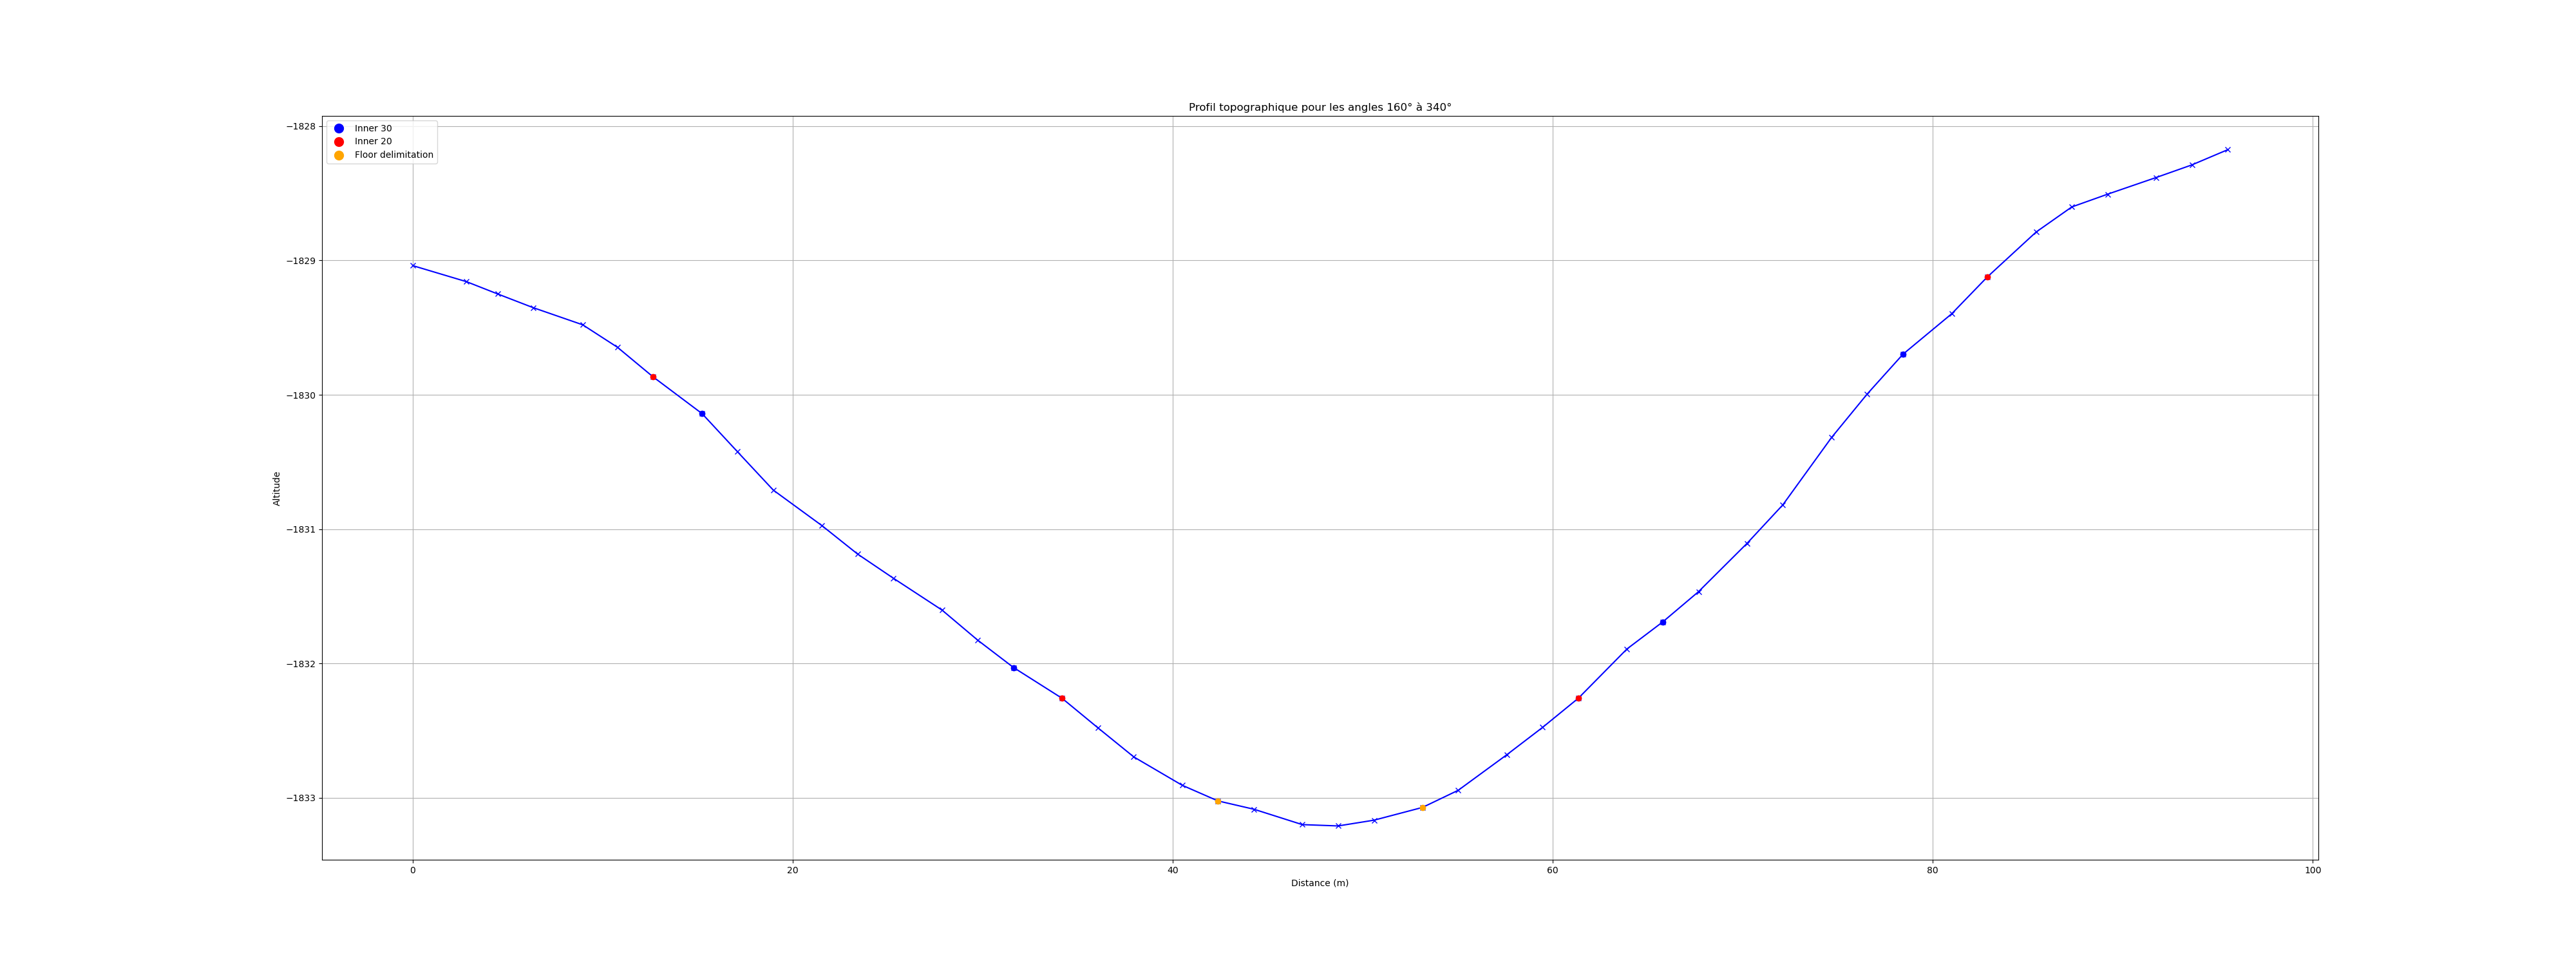 Profil topographique pour les angles 160° à 340°
Inner 30
Inner 20
Floor delimitation
−1828
−1829
−1830
−1831
−1832
−1833
Altitude
0
20
40
60
80
100
Distance (m)